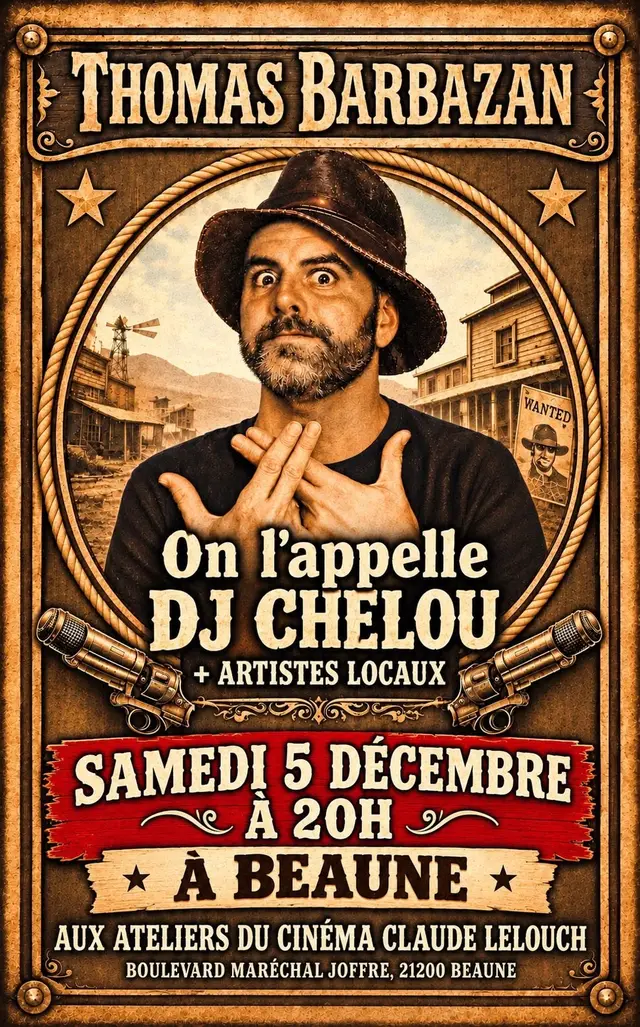 THOMAS BARBAZAN
WANTED
On l'appelle
DJ CHELOU
+ ARTISTES LOCAUX
SAMEDI 5 DÉCEMBRE
À 20H
À BEAUNE
AUX ATELIERS DU CINÉMA CLAUDE LELOUCH
BOULEVARD MARÉCHAL JOFFRE, 21200 BEAUNE